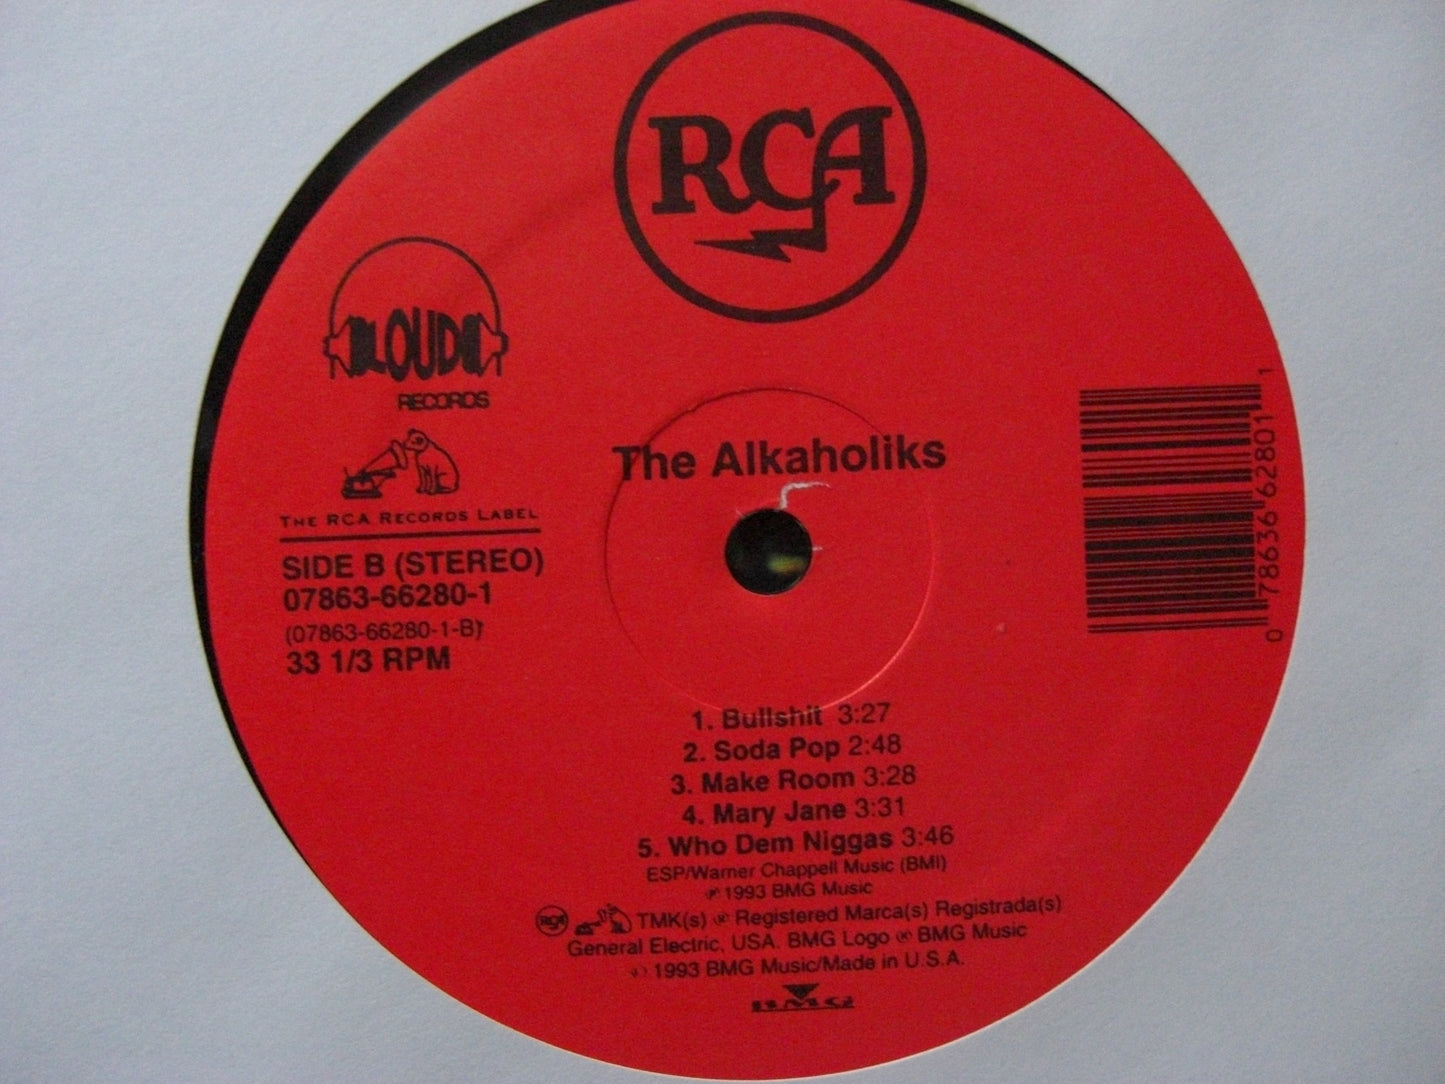 RCA
LOUD
RECORDS
THE RCA RECORDS LABEL
SIDE B (STEREO)
07863-66280-1
(07863-66280-1-B)
33 1/3 RPM
The Alkaholiks
0 78636 62801 1
1. Bullshit 3:27
2. Soda Pop 2:48
3. Make Room 3:28
4. Mary Jane 3:31
5. Who Dem Niggas 3:46
ESP/Warner Chappell Music (BMI)
℗ 1993 BMG Music
RCA TMK(s) ® Registered Marca(s) Registrada(s)
General Electric, USA. BMG Logo ® BMG Music
© 1993 BMG Music/Made in U.S.A.
BMG